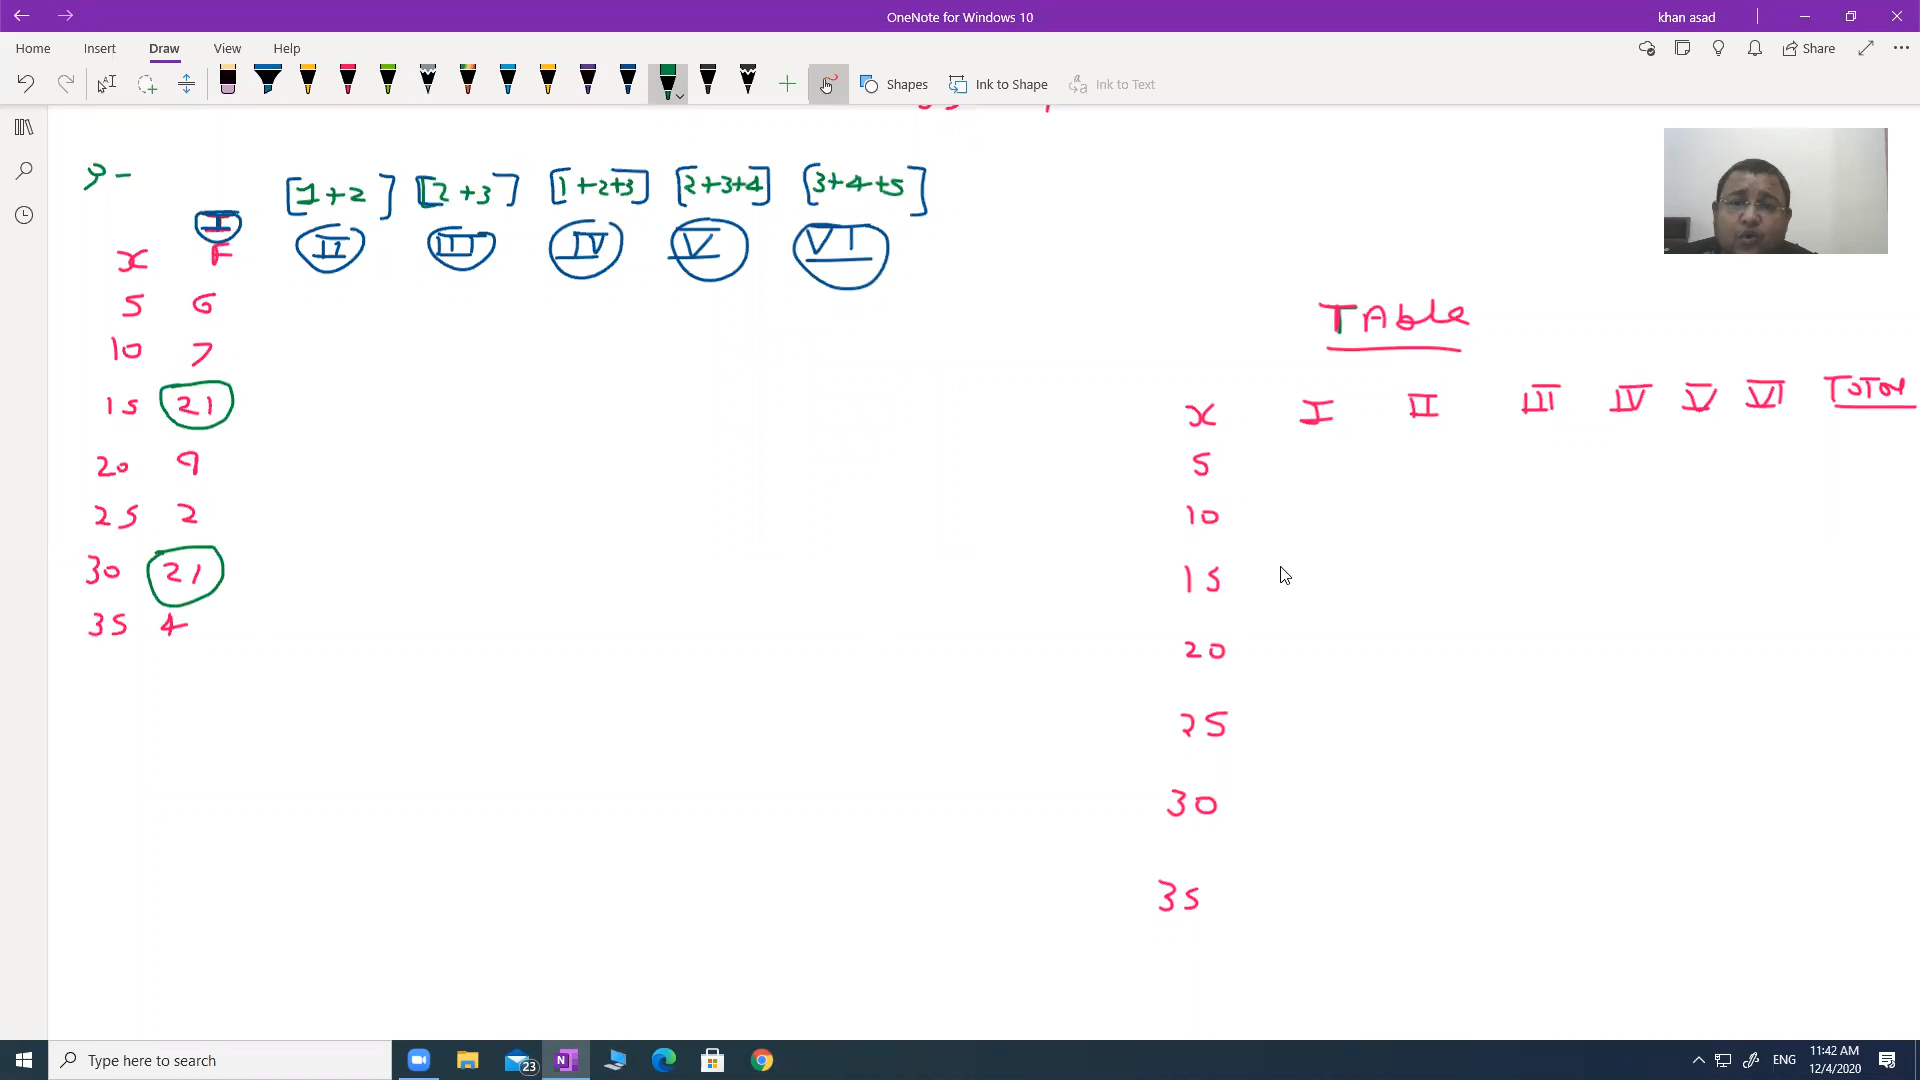 OneNote for Windows 10
khan asad
Home Insert Draw View Help
Share
Shapes Ink to Shape Ink to Text
[1+2] [2+3] [1+2+3] [2+3+4] [3+4+5]
I II III IV V VI
x F
5 6
10 7
15 21
20 9
25 2
30 21
35 4
TAble
x I II III IV V VI TOTAL
5
10
15
20
25
30
35
Type here to search
23
ENG
11:42 AM
12/4/2020